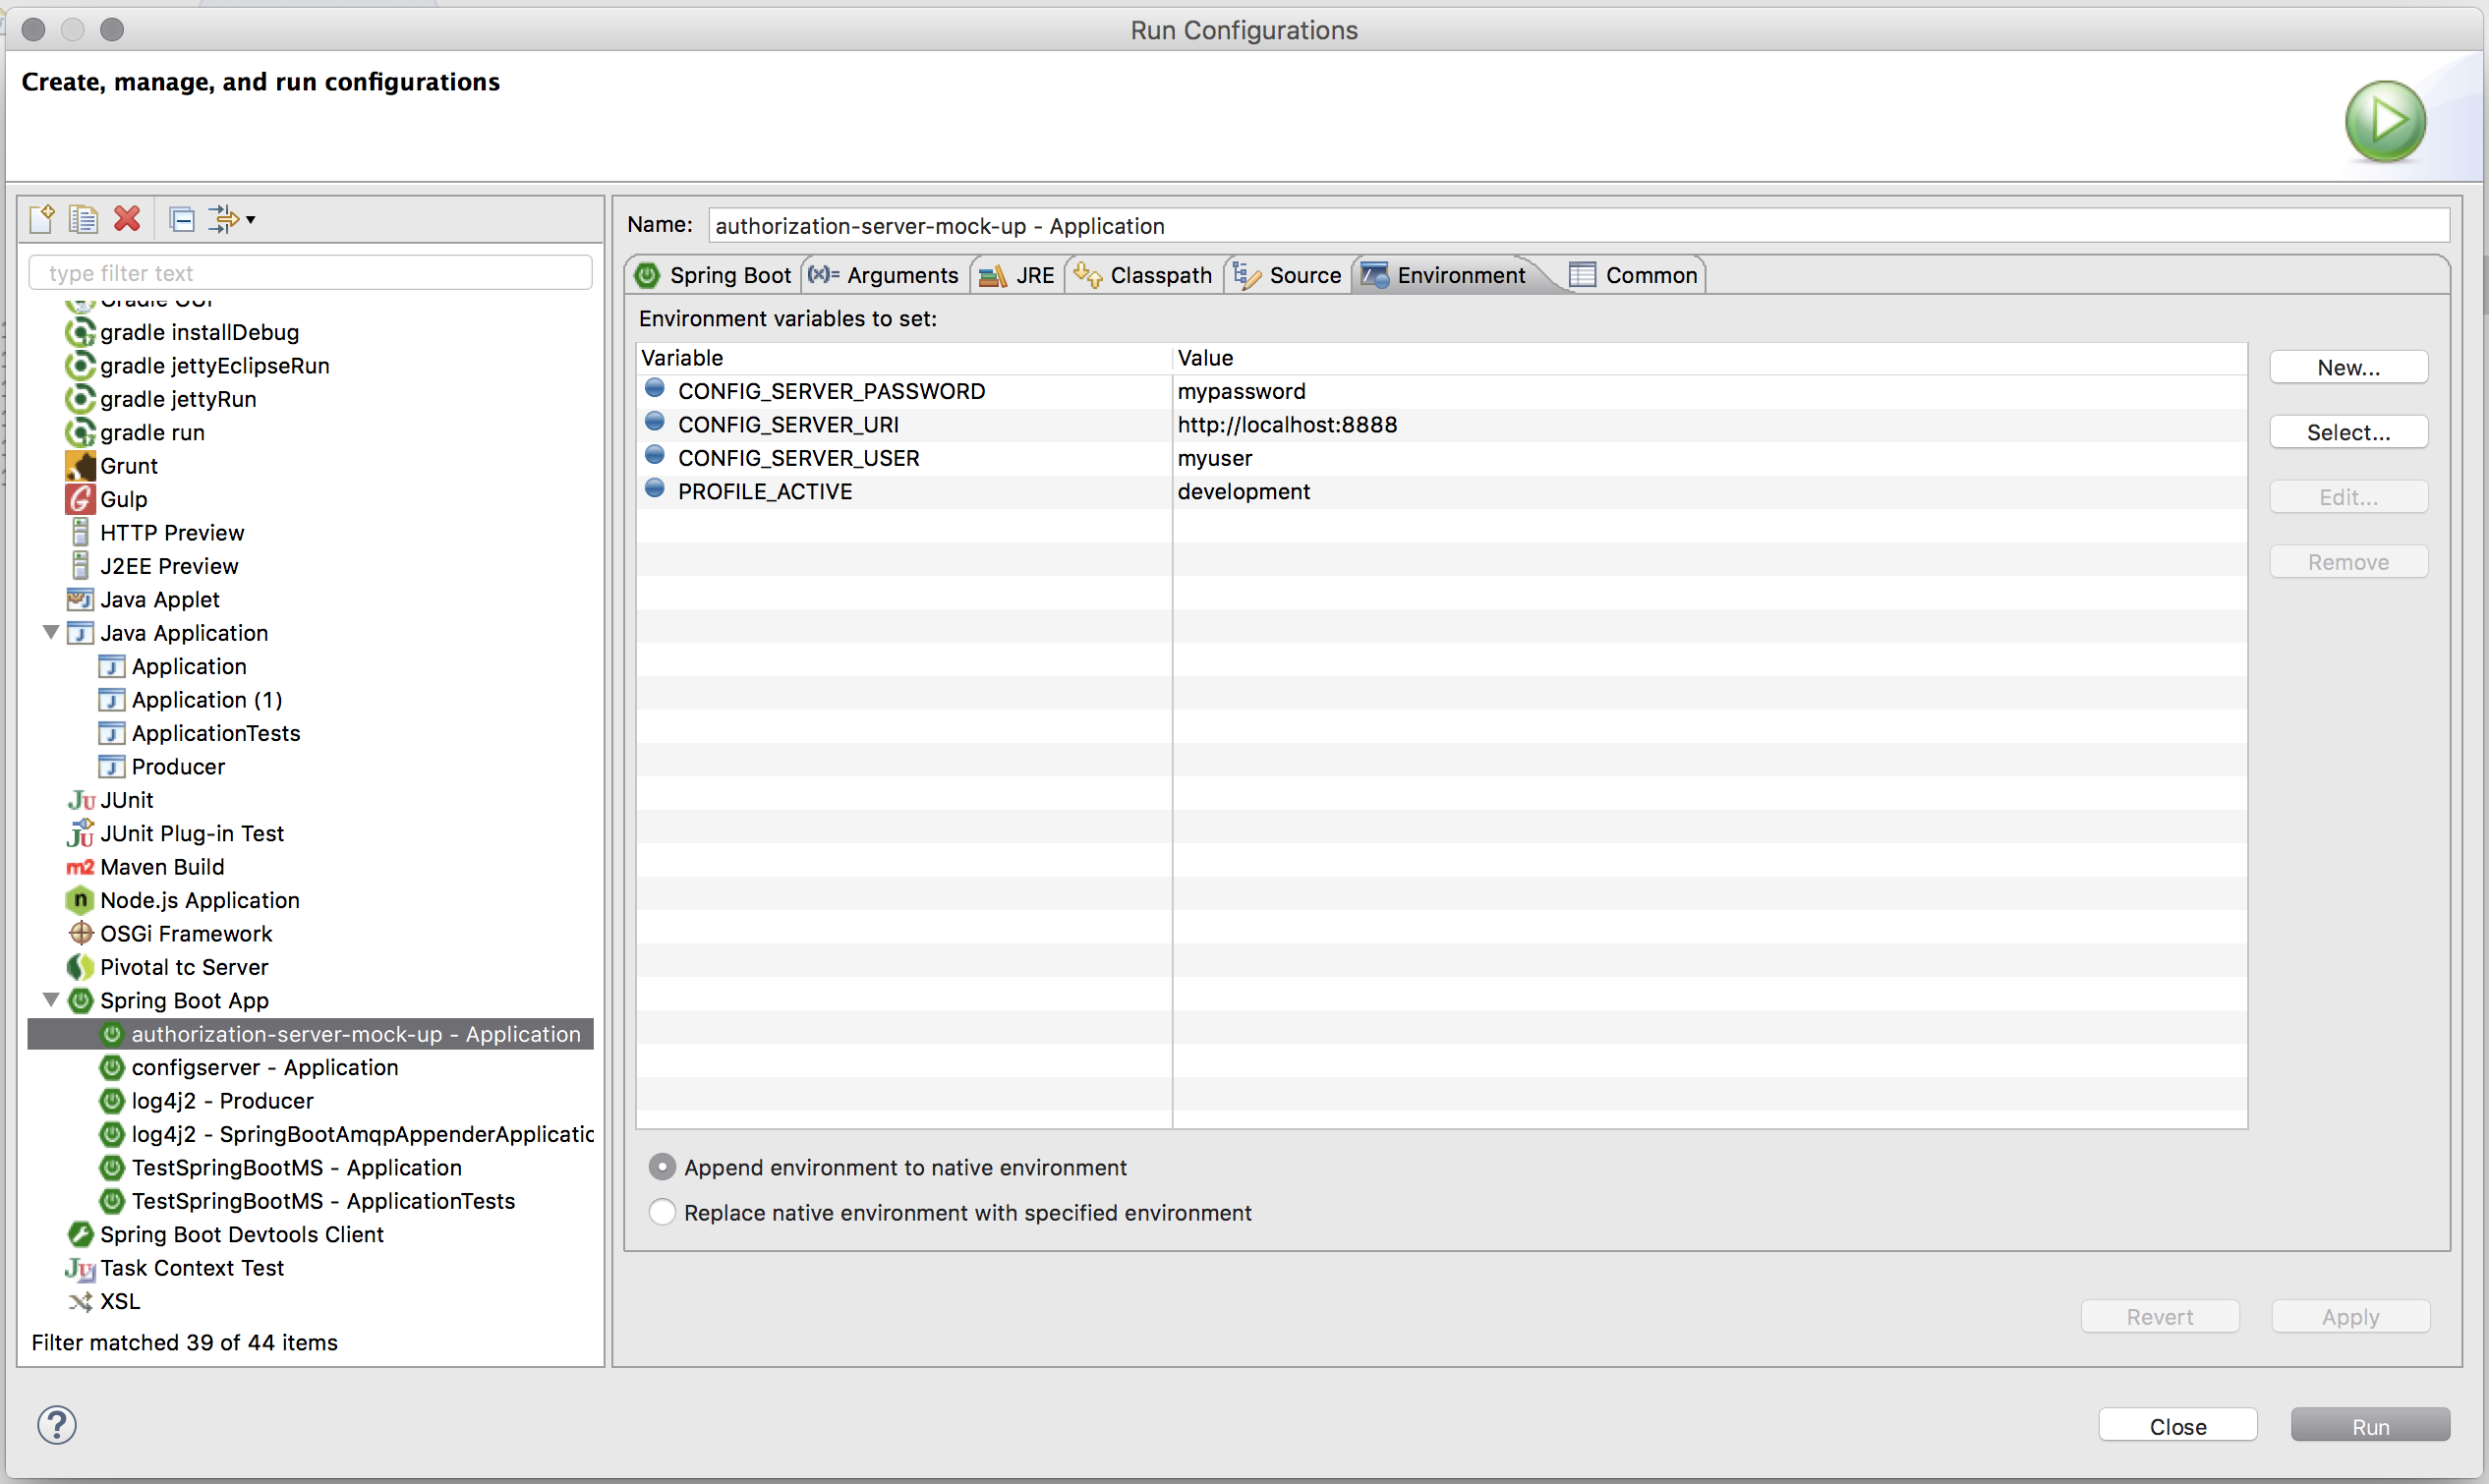 Run Configurations
Create, manage, and run configurations
type filter text
Gradle GUI
gradle installDebug
gradle jettyEclipseRun
gradle jettyRun
gradle run
Grunt
Gulp
HTTP Preview
J2EE Preview
Java Applet
Java Application
Application
Application (1)
ApplicationTests
Producer
JUnit
JUnit Plug-in Test
Maven Build
Node.js Application
OSGi Framework
Pivotal tc Server
Spring Boot App
authorization-server-mock-up - Application
configserver - Application
log4j2 - Producer
log4j2 - SpringBootAmqpAppenderApplicatic
TestSpringBootMS - Application
TestSpringBootMS - ApplicationTests
Spring Boot Devtools Client
Task Context Test
XSL
Filter matched 39 of 44 items
Name: authorization-server-mock-up - Application
Spring Boot (x)= Arguments JRE Classpath Source Environment Common
Environment variables to set:
Variable Value
CONFIG_SERVER_PASSWORD mypassword
CONFIG_SERVER_URI http://localhost:8888
CONFIG_SERVER_USER myuser
PROFILE_ACTIVE development
New...
Select...
Edit...
Remove
Append environment to native environment
Replace native environment with specified environment
Revert Apply
Close Run